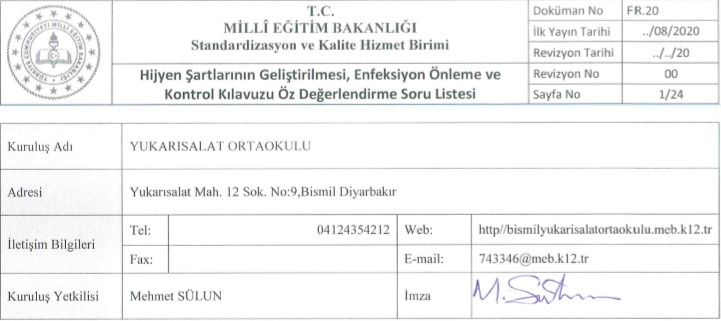 T.C.
MİLLÎ EĞİTİM BAKANLIĞI
Standardizasyon ve Kalite Hizmet Birimi
Hijyen Şartlarının Geliştirilmesi, Enfeksiyon Önleme ve
Kontrol Kılavuzu Öz Değerlendirme Soru Listesi
Doküman No FR.20
İlk Yayın Tarihi ../08/2020
Revizyon Tarihi ../../20
Revizyon No 00
Sayfa No 1/24
Kuruluş Adı YUKARISALAT ORTAOKULU
Adresi Yukarısalat Mah. 12 Sok. No:9,Bismil Diyarbakır
İletişim Bilgileri
Tel: 04124354212 Web: http//bismilyukarisalatortaokulu.meb.k12.tr
Fax: E-mail: 743346@meb.k12.tr
Kuruluş Yetkilisi Mehmet SÜLUN İmza M. Sülun